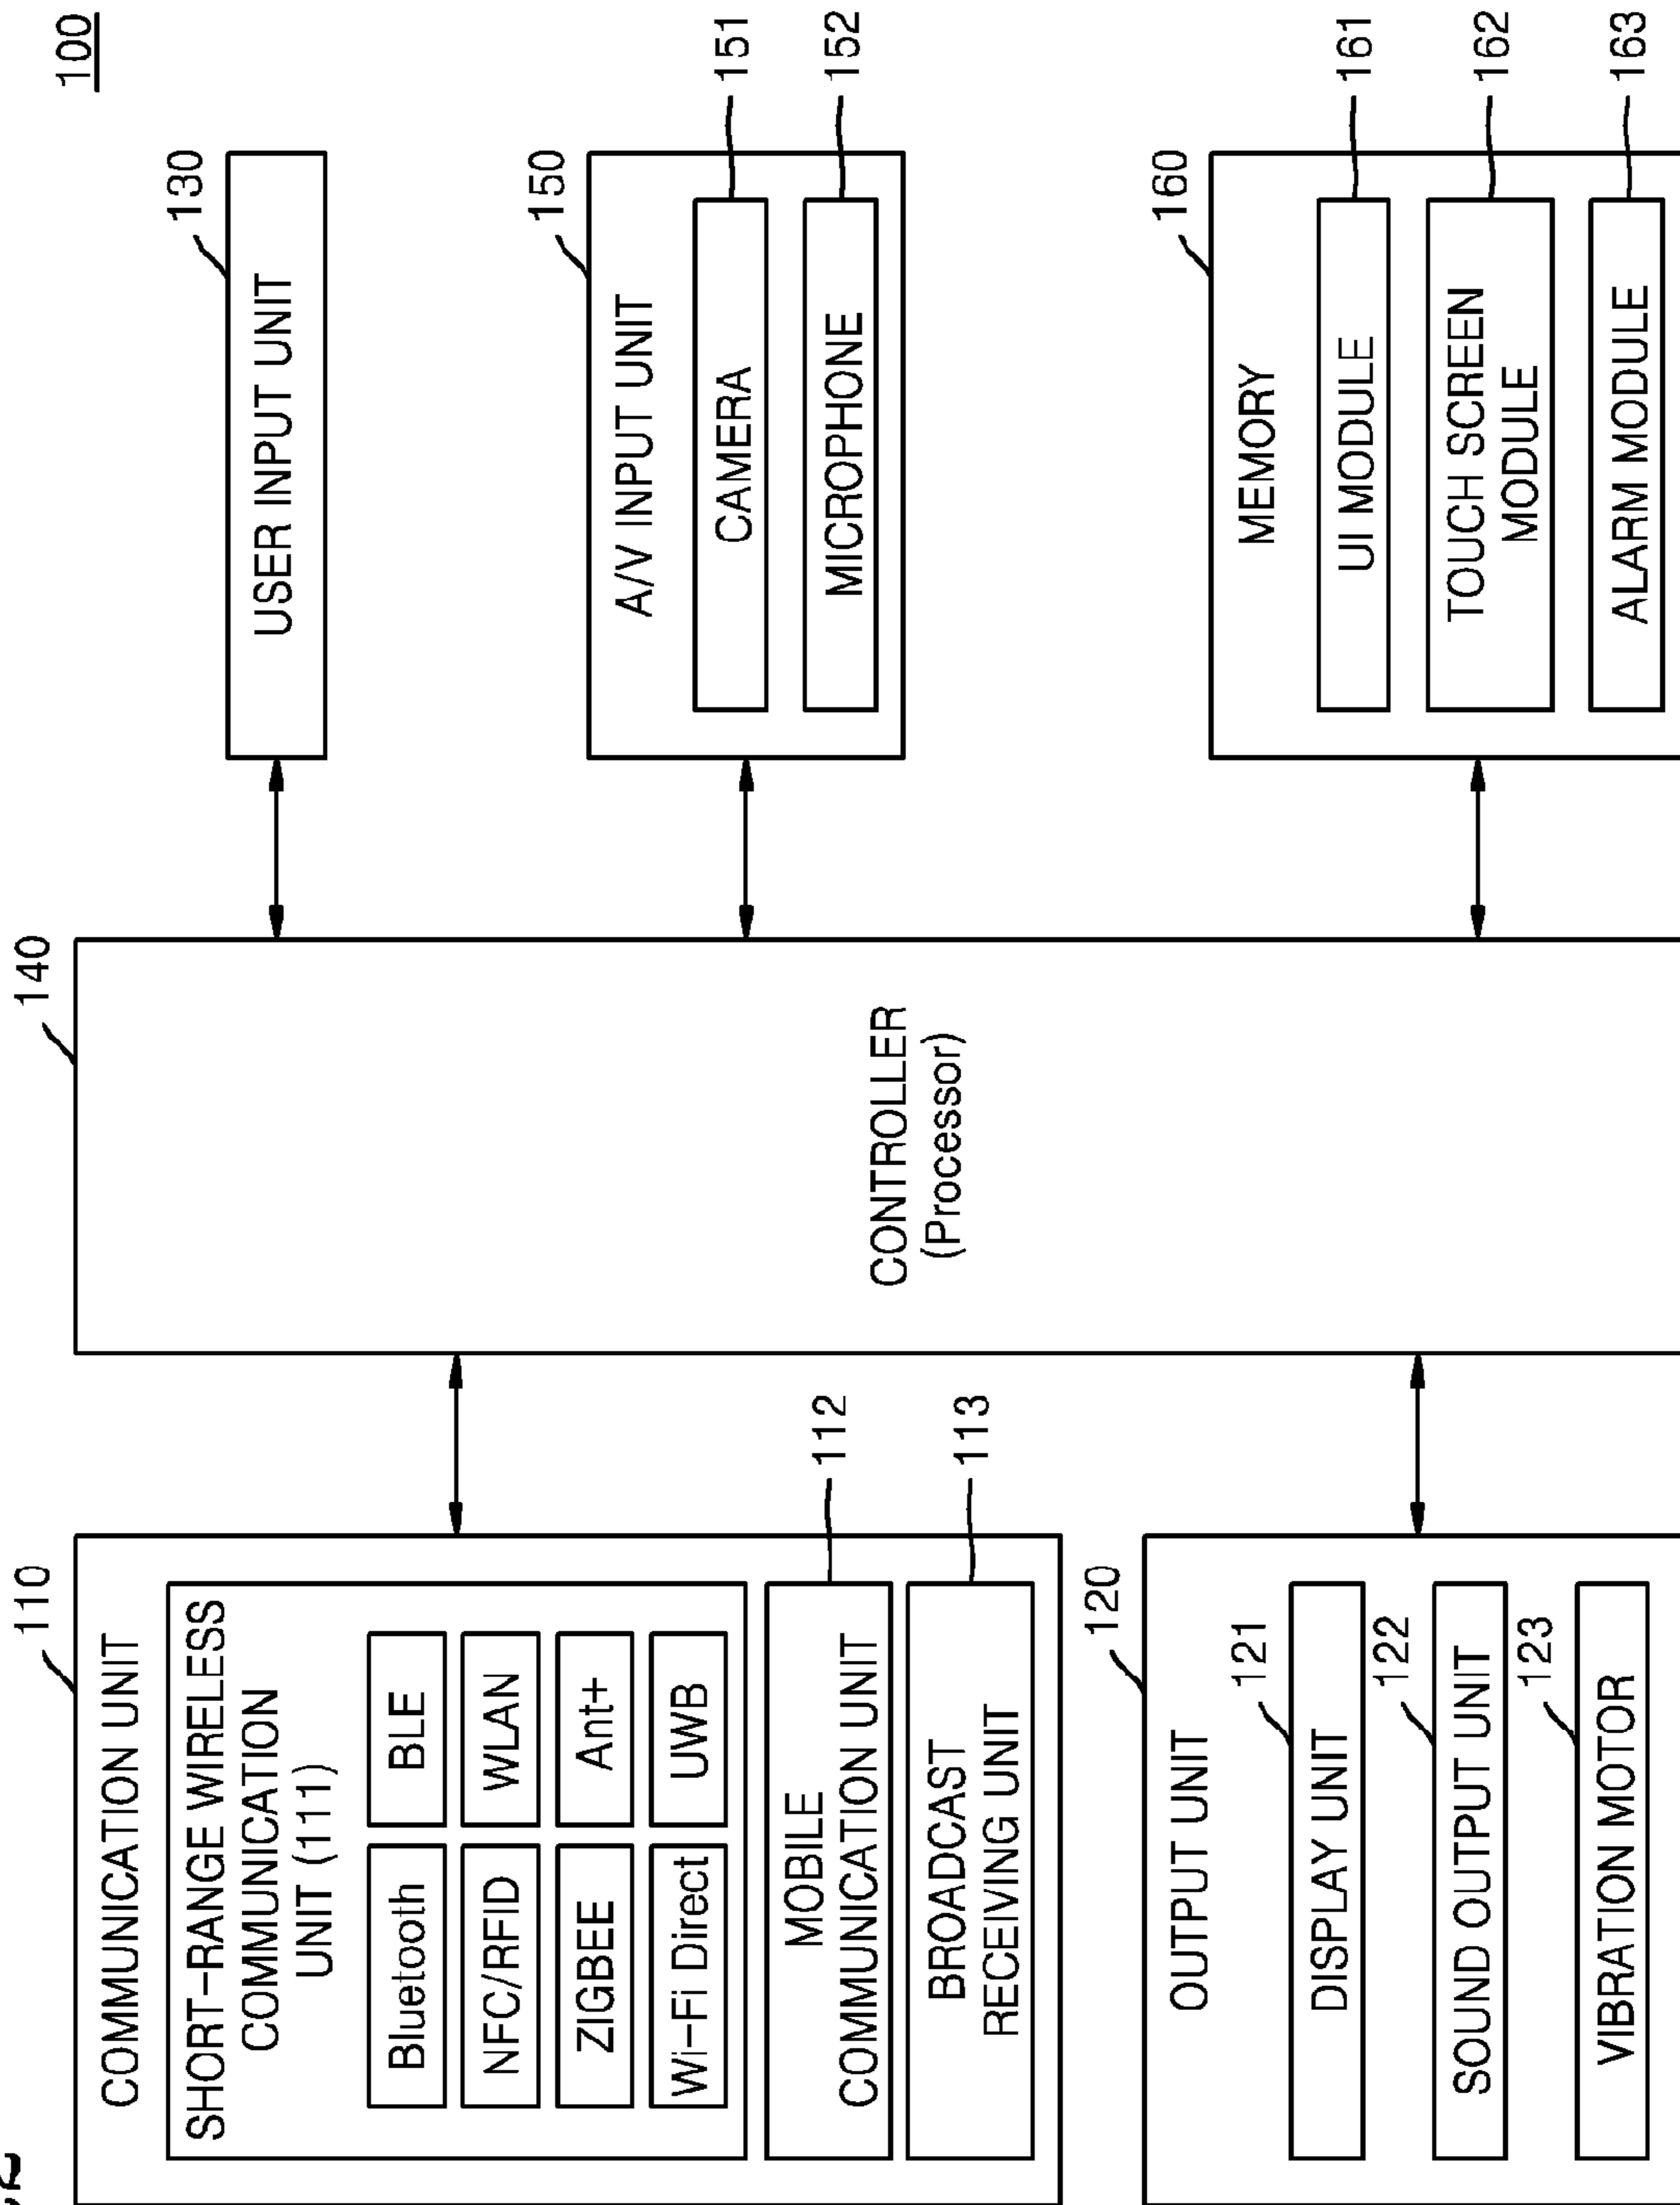 100
110
COMMUNICATION UNIT
SHORT-RANGE WIRELESS
COMMUNICATION
UNIT (111)
Bluetooth
BLE
NFC/RFID
WLAN
ZIGBEE
Ant+
Wi-Fi Direct
UWB
MOBILE
COMMUNICATION UNIT
112
BROADCAST
RECEIVING UNIT
113
120
OUTPUT UNIT
121
DISPLAY UNIT
122
SOUND OUTPUT UNIT
123
VIBRATION MOTOR
140
CONTROLLER
(Processor)
130
USER INPUT UNIT
150
A/V INPUT UNIT
CAMERA
151
MICROPHONE
152
160
MEMORY
UI MODULE
161
TOUCH SCREEN
MODULE
162
ALARM MODULE
163